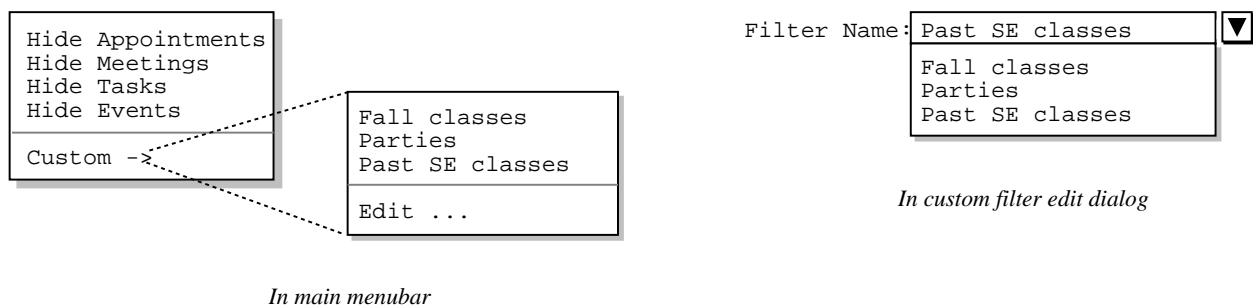 Hide Appointments
Hide Meetings
Hide Tasks
Hide Events
Custom ->
Fall classes
Parties
Past SE classes
Edit ...
In main menubar
Filter Name: Past SE classes
Fall classes
Parties
Past SE classes
In custom filter edit dialog